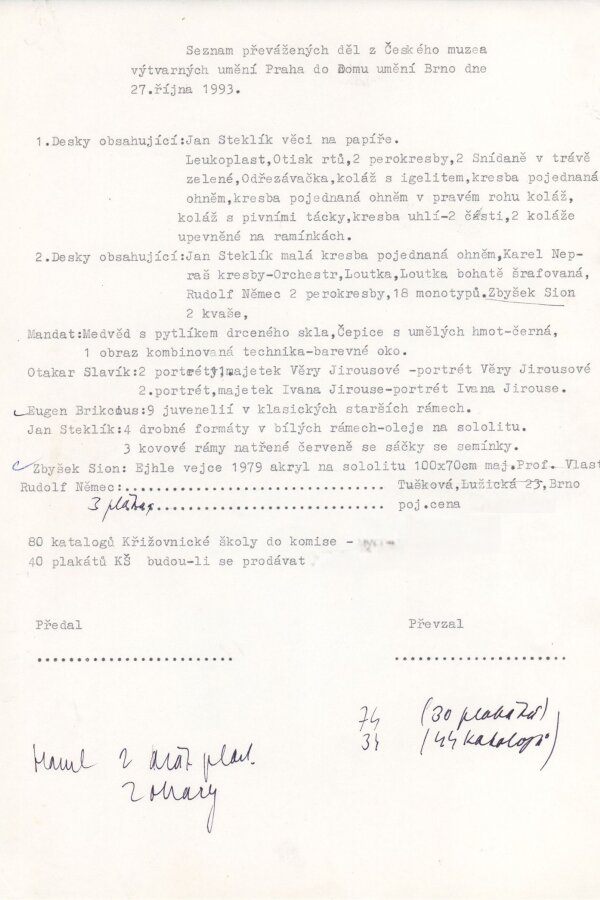 Seznam převážených děl z Českého muzea
výtvarných umění Praha do Domu umění Brno dne
27.října 1993.
1.Desky obsahující:Jan Steklík věci na papíře.
Leukoplast,Otisk rtů,2 perokresby,2 Snídaně v trávě
zelené,Odřezávačka,koláž s igelitem,kresba pojednaná
ohněm,kresba pojednaná ohněm v pravém rohu koláž,
koláž s pivními tácky,kresba uhlí-2 části,2 koláže
upevněné na ramínkách.
2.Desky obsahující:Jan Steklík malá kresba pojednaná ohněm,Karel Nep-
raš kresby-Orchestr,Loutka,Loutka bohatě šrafovaná,
Rudolf Němec 2 perokresby,18 monotypů.Zbyšek Sion
2 kvaše,
Mandat:Medvěd s pytlíkem drceného skla,Čepice s umělých hmot-černá,
1 obraz kombinovaná technika-barevné oko.
Otakar Slavík:2 portréty,majetek Věry Jirousové -portrét Věry Jirousové
2.portrét,majetek Ivana Jirouse-portrét Ivana Jirouse.
Eugen Brikcius:9 juvenelií v klasických starších rámech.
Jan Steklík:4 drobné formáty v bílých rámech-oleje na sololitu.
3 kovové rámy natřené červeně se sáčky se semínky.
Zbyšek Sion: Ejhle vejce 1979 akryl na sololitu 100x70cm maj.Prof. Vlast
Rudolf Němec:................................. Tušková,Lužická 23,Brno
3 plátna............................. poj.cena
80 katalogů Křižovnické školy do komise -
40 plakátů KŠ budou-li se prodávat
Předal Převzal
......................... ......................
74 (30 plakátů)
34 (44 katalogů)
2
2 obrazy